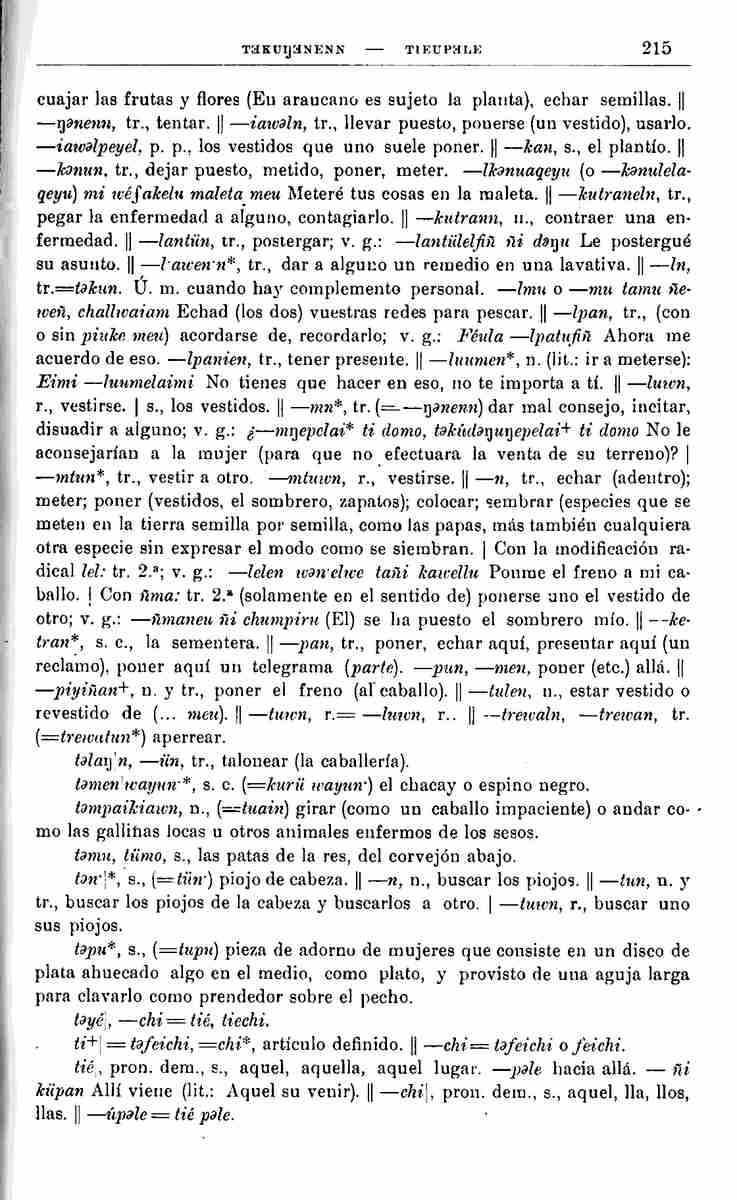 TƏKUŊƏNENN — TIEUPƏLE 215
cuajar las frutas y flores (En araucano es sujeto la planta), echar semillas. ||
—ŋənenn, tr., tentar. || —iawəln, tr., llevar puesto, ponerse (un vestido), usarlo.
—iawəlpeyel, p. p., los vestidos que uno suele poner. || —kan, s., el plantío. ||
—kənun, tr., dejar puesto, metido, poner, meter. —lkənuaqeyu (o —kənulela-
qeyu) mi wéʃakelu maleta meu Meteré tus cosas en la maleta. || —kutraneln, tr.,
pegar la enfermedad a alguno, contagiarlo. || —kutrann, n., contraer una en-
fermedad. || —lantün, tr., postergar; v. g.: —lantülelfiñ ñi dəŋu Le postergué
su asunto. || —l·awen·n*, tr., dar a alguno un remedio en una lavativa. || —ln,
tr.=təkun. Ú. m. cuando hay complemento personal. —lmu o —mu tamu ñe-
weñ, challwaiam Echad (los dos) vuestras redes para pescar. || —lpan, tr., (con
o sin piuke meu) acordarse de, recordarlo; v. g.: Féula —lpatufiñ Ahora me
acuerdo de eso. —lpanien, tr., tener presente. || —luumen*, n. (lit.: ir a meterse):
Eimi —luumelaimi No tienes que hacer en eso, no te importa a tí. || —luwn,
r., vestirse. | s., los vestidos. || —mn*, tr. (= —ŋənenn) dar mal consejo, incitar,
disuadir a alguno; v. g.: ¿—mŋepelai* ti domo, təkúdəŋuŋepelai+ ti domo No le
aconsejarían a la mujer (para que no efectuara la venta de su terreno)? |
—mtun*, tr., vestir a otro. —mtuwn, r., vestirse. || —n, tr., echar (adentro);
meter; poner (vestidos, el sombrero, zapatos); colocar; sembrar (especies que se
meten en la tierra semilla por semilla, como las papas, más también cualquiera
otra especie sin expresar el modo como se siembran. | Con la modificación ra-
dical lel: tr. 2.ª; v. g.: —lelen wən·elwe tañi kawellu Ponme el freno a mi ca-
ballo. | Con ñma: tr. 2.ª (solamente en el sentido de) ponerse uno el vestido de
otro; v. g.: —ñmaneu ñi chumpiru (El) se ha puesto el sombrero mío. || —ke-
tran*, s. c., la sementera. || —pan, tr., poner, echar aquí, presentar aquí (un
reclamo), poner aquí un telegrama (parte). —pun, —men, poner (etc.) allá. ||
—piyiñan+, n. y tr., poner el freno (al caballo). || —tulen, n., estar vestido o
revestido de (... meu). || —tuwn, r.= —luwn, r.. || —trewaln, —trewan, tr.
(=trewatun*) aperrear.
təlaŋ|n, —ün, tr., talonear (la caballería).
təmen|wayun·*, s. c. (=kurü wayun·) el chacay o espino negro.
təmpaikiawn, n., (=tuain) girar (como un caballo impaciente) o andar co-
mo las gallinas locas u otros animales enfermos de los sesos.
təmu, tümo, s., las patas de la res, del corvejón abajo.
tən·|*, s., (=tün·) piojo de cabeza. || —n, n., buscar los piojos. || —tun, n. y
tr., buscar los piojos de la cabeza y buscarlos a otro. | —tuwn, r., buscar uno
sus piojos.
təpu*, s., (=tupu) pieza de adorno de mujeres que consiste en un disco de
plata ahuecado algo en el medio, como plato, y provisto de una aguja larga
para clavarlo como prendedor sobre el pecho.
təyé|, —chi = tié, tiechi.
ti+| = təfeichi, =chi*, artículo definido. || —chi = təfeichi o feichi.
tié|, pron. dem., s., aquel, aquella, aquel lugar. —pəle hacia allá. — ñi
küpan Allí viene (lit.: Aquel su venir). || —chi|, pron. dem., s., aquel, lla, llos,
llas. || —úpəle = tié pəle.